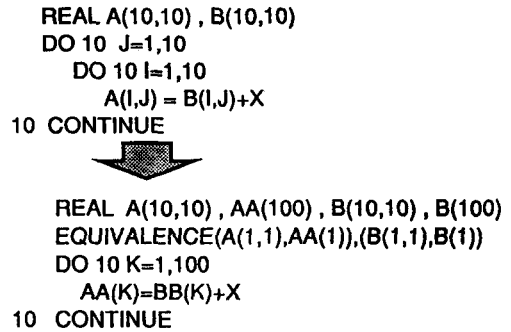 REAL A(10,10) , B(10,10)
DO 10 J=1,10
DO 10 I=1,10
A(I,J) = B(I,J)+X
10 CONTINUE
REAL A(10,10) , AA(100) , B(10,10) , B(100)
EQUIVALENCE(A(1,1),AA(1)),(B(1,1),B(1))
DO 10 K=1,100
AA(K)=BB(K)+X
10 CONTINUE